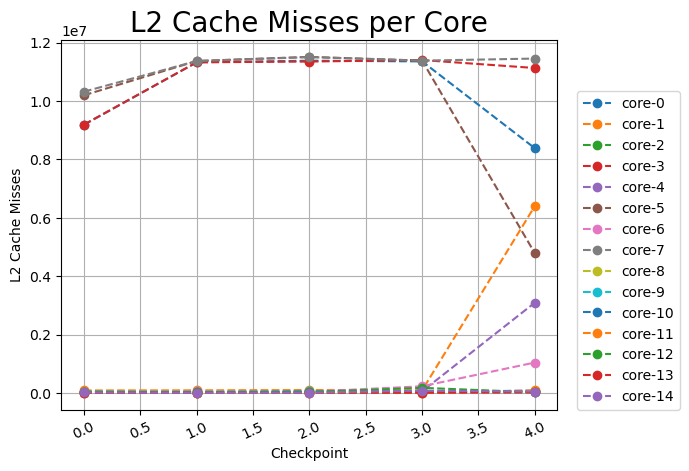 L2 Cache Misses per Core
1e7
1.2
1.0
0.8
0.6
0.4
0.2
0.0
L2 Cache Misses
0.0 0.5 1.0 1.5 2.0 2.5 3.0 3.5 4.0
Checkpoint
core-0
core-1
core-2
core-3
core-4
core-5
core-6
core-7
core-8
core-9
core-10
core-11
core-12
core-13
core-14